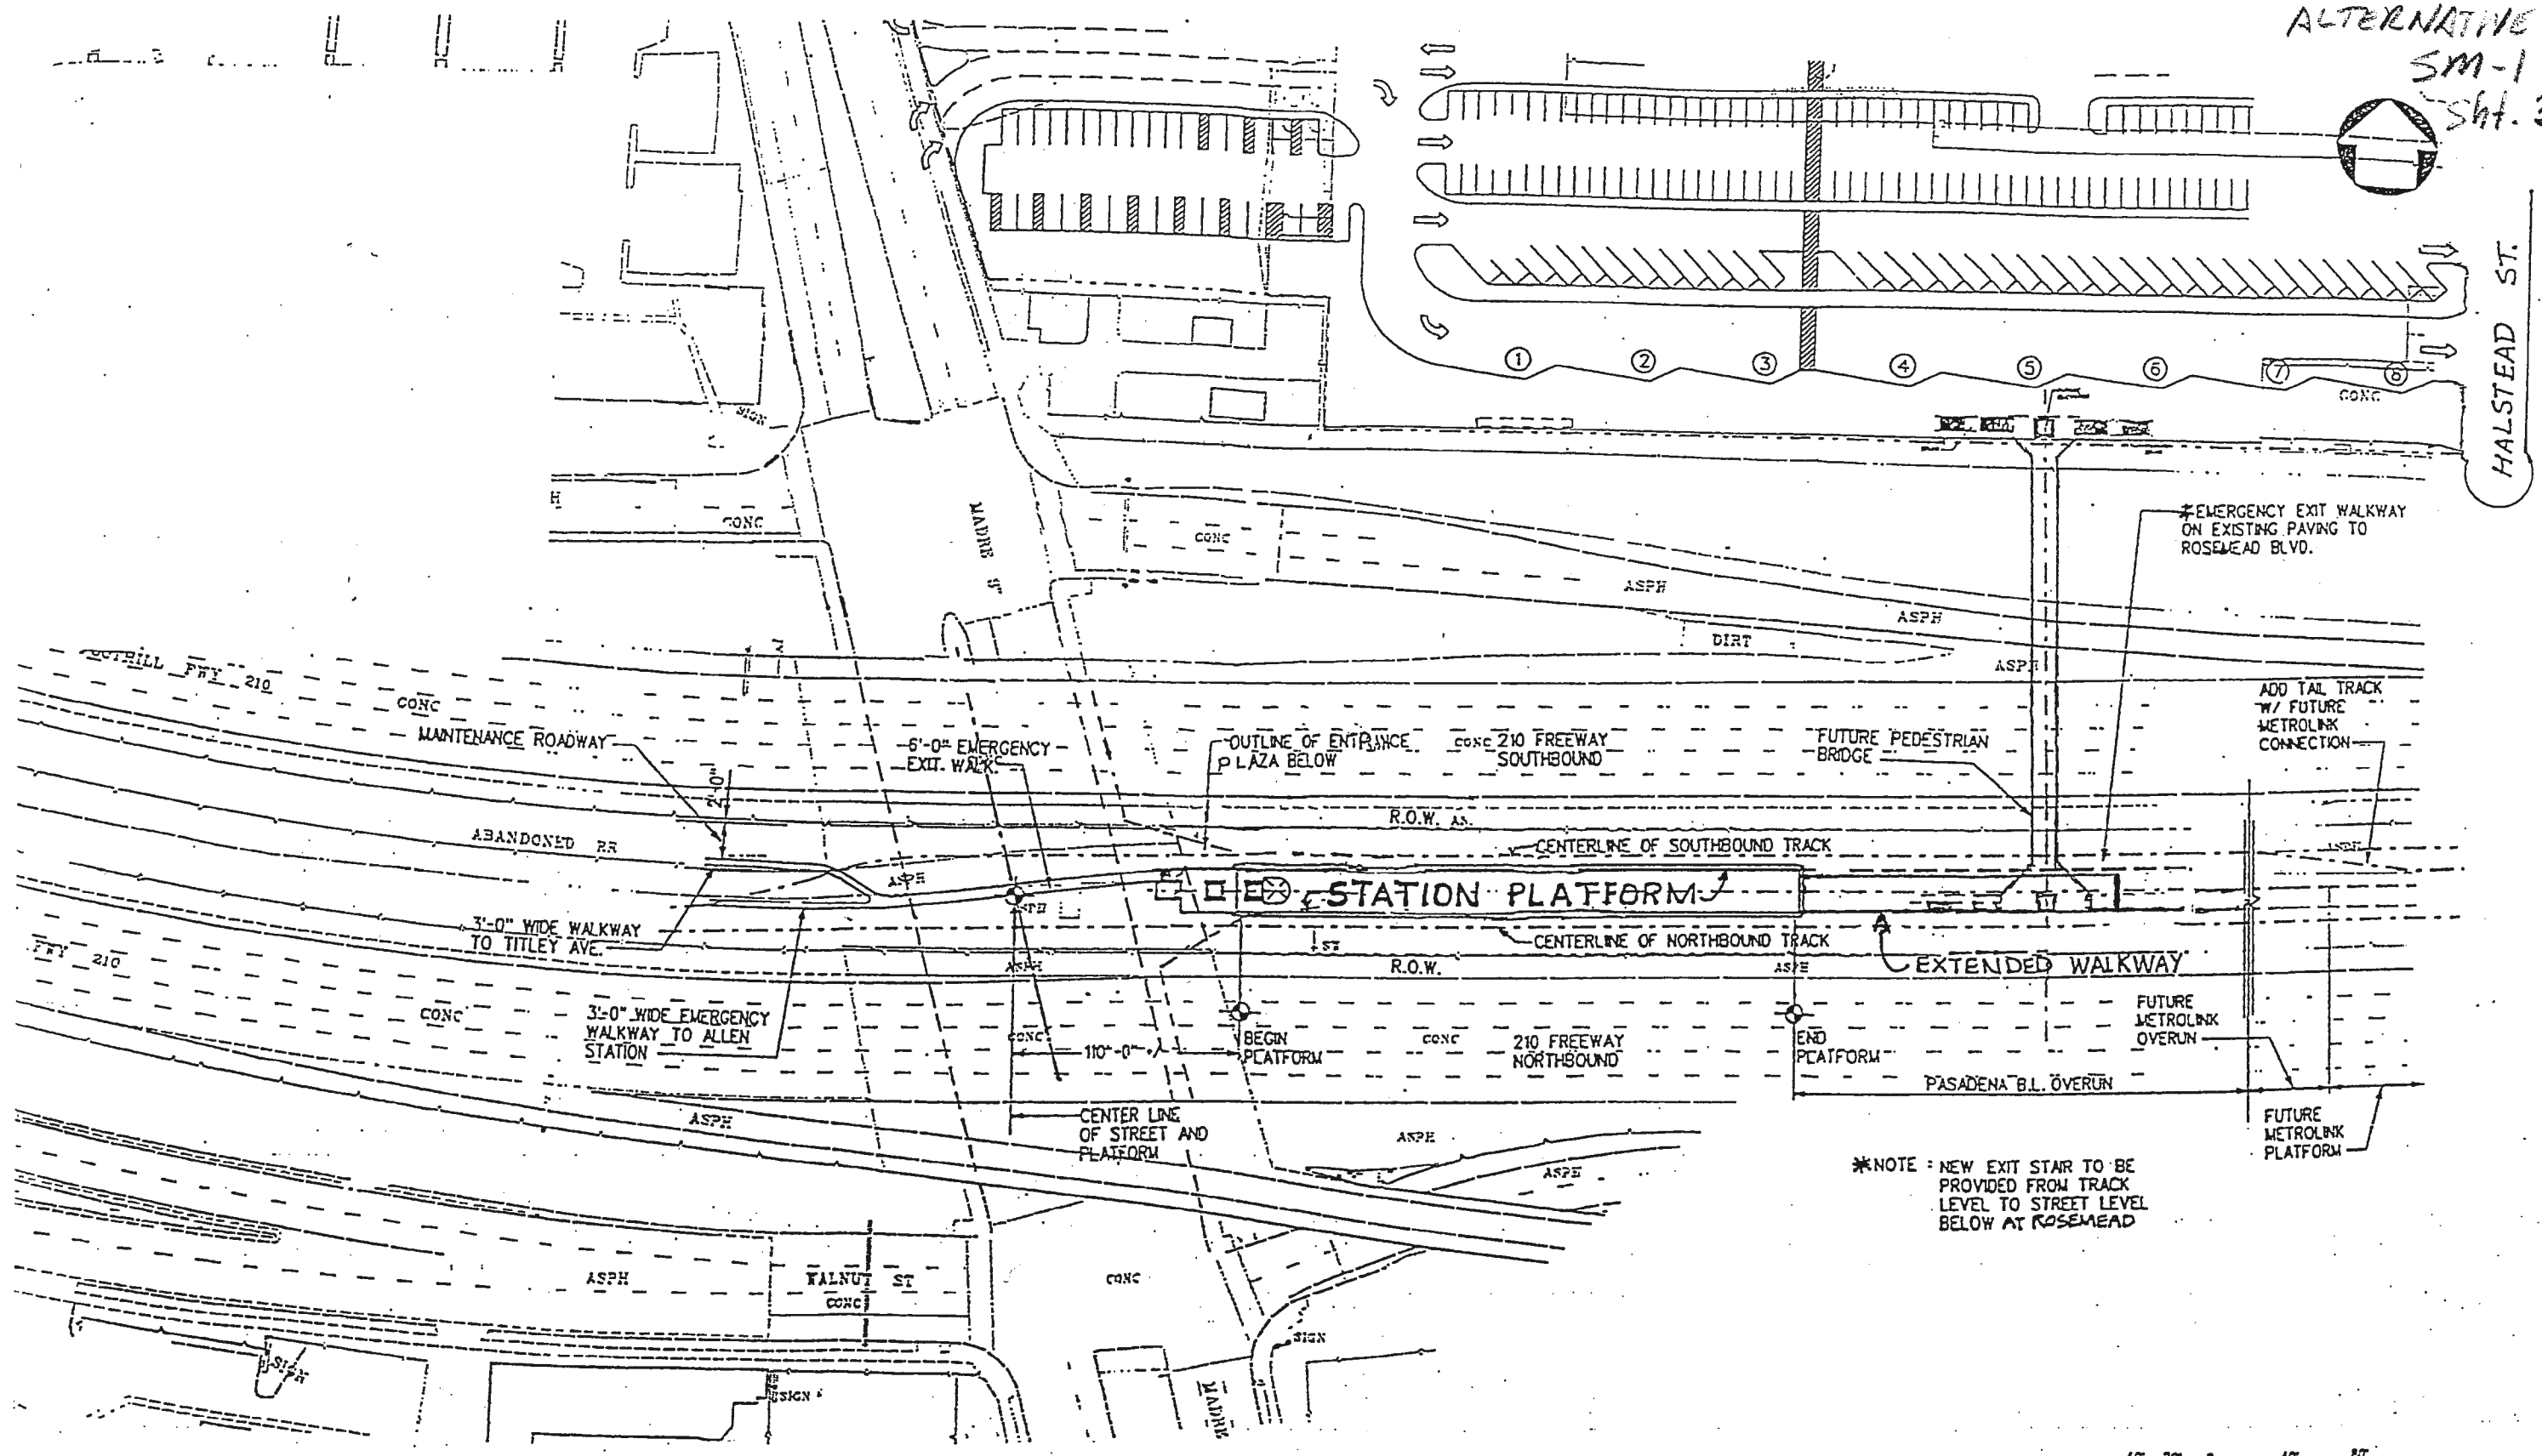 ALTERNATIVE
SM-1
Sht. 3
HALSTEAD ST.
1
2
3
4
5
6
7
8
CONC
SIGN
H
CONC
MADRE
ST
CONC
*EMERGENCY EXIT WALKWAY
ON EXISTING PAVING TO
ROSEMEAD BLVD.
ASPH
ASPH
DIRT
ASPH
FWY 210
CONC
MAINTENANCE ROADWAY
6'-0" EMERGENCY
EXIT WALK
OUTLINE OF ENTRANCE
PLAZA BELOW
CONC
210 FREEWAY
SOUTHBOUND
FUTURE PEDESTRIAN
BRIDGE
ADD TAIL TRACK
W/ FUTURE
METROLINK
CONNECTION
R.O.W.
ABANDONED RR
CENTERLINE OF SOUTHBOUND TRACK
ASPH
ASPH
STATION PLATFORM
3'-0" WIDE WALKWAY
TO TITLEY AVE.
CENTERLINE OF NORTHBOUND TRACK
ASPH
R.O.W.
ASPH
EXTENDED WALKWAY
FWY 210
CONC
3'-0" WIDE EMERGENCY
WALKWAY TO ALLEN
STATION
CONC
110'-0"
BEGIN
PLATFORM
CONC
210 FREEWAY
NORTHBOUND
END
PLATFORM
FUTURE
METROLINK
OVERUN
PASADENA B.L. OVERUN
ASPH
CENTER LINE
OF STREET AND
PLATFORM
ASPH
ASPH
FUTURE
METROLINK
PLATFORM
*NOTE : NEW EXIT STAIR TO BE
PROVIDED FROM TRACK
LEVEL TO STREET LEVEL
BELOW AT ROSEMEAD
ASPH
WALNUT ST
CONC
CONC
SIGN
SIGN
SIGN
MADRE